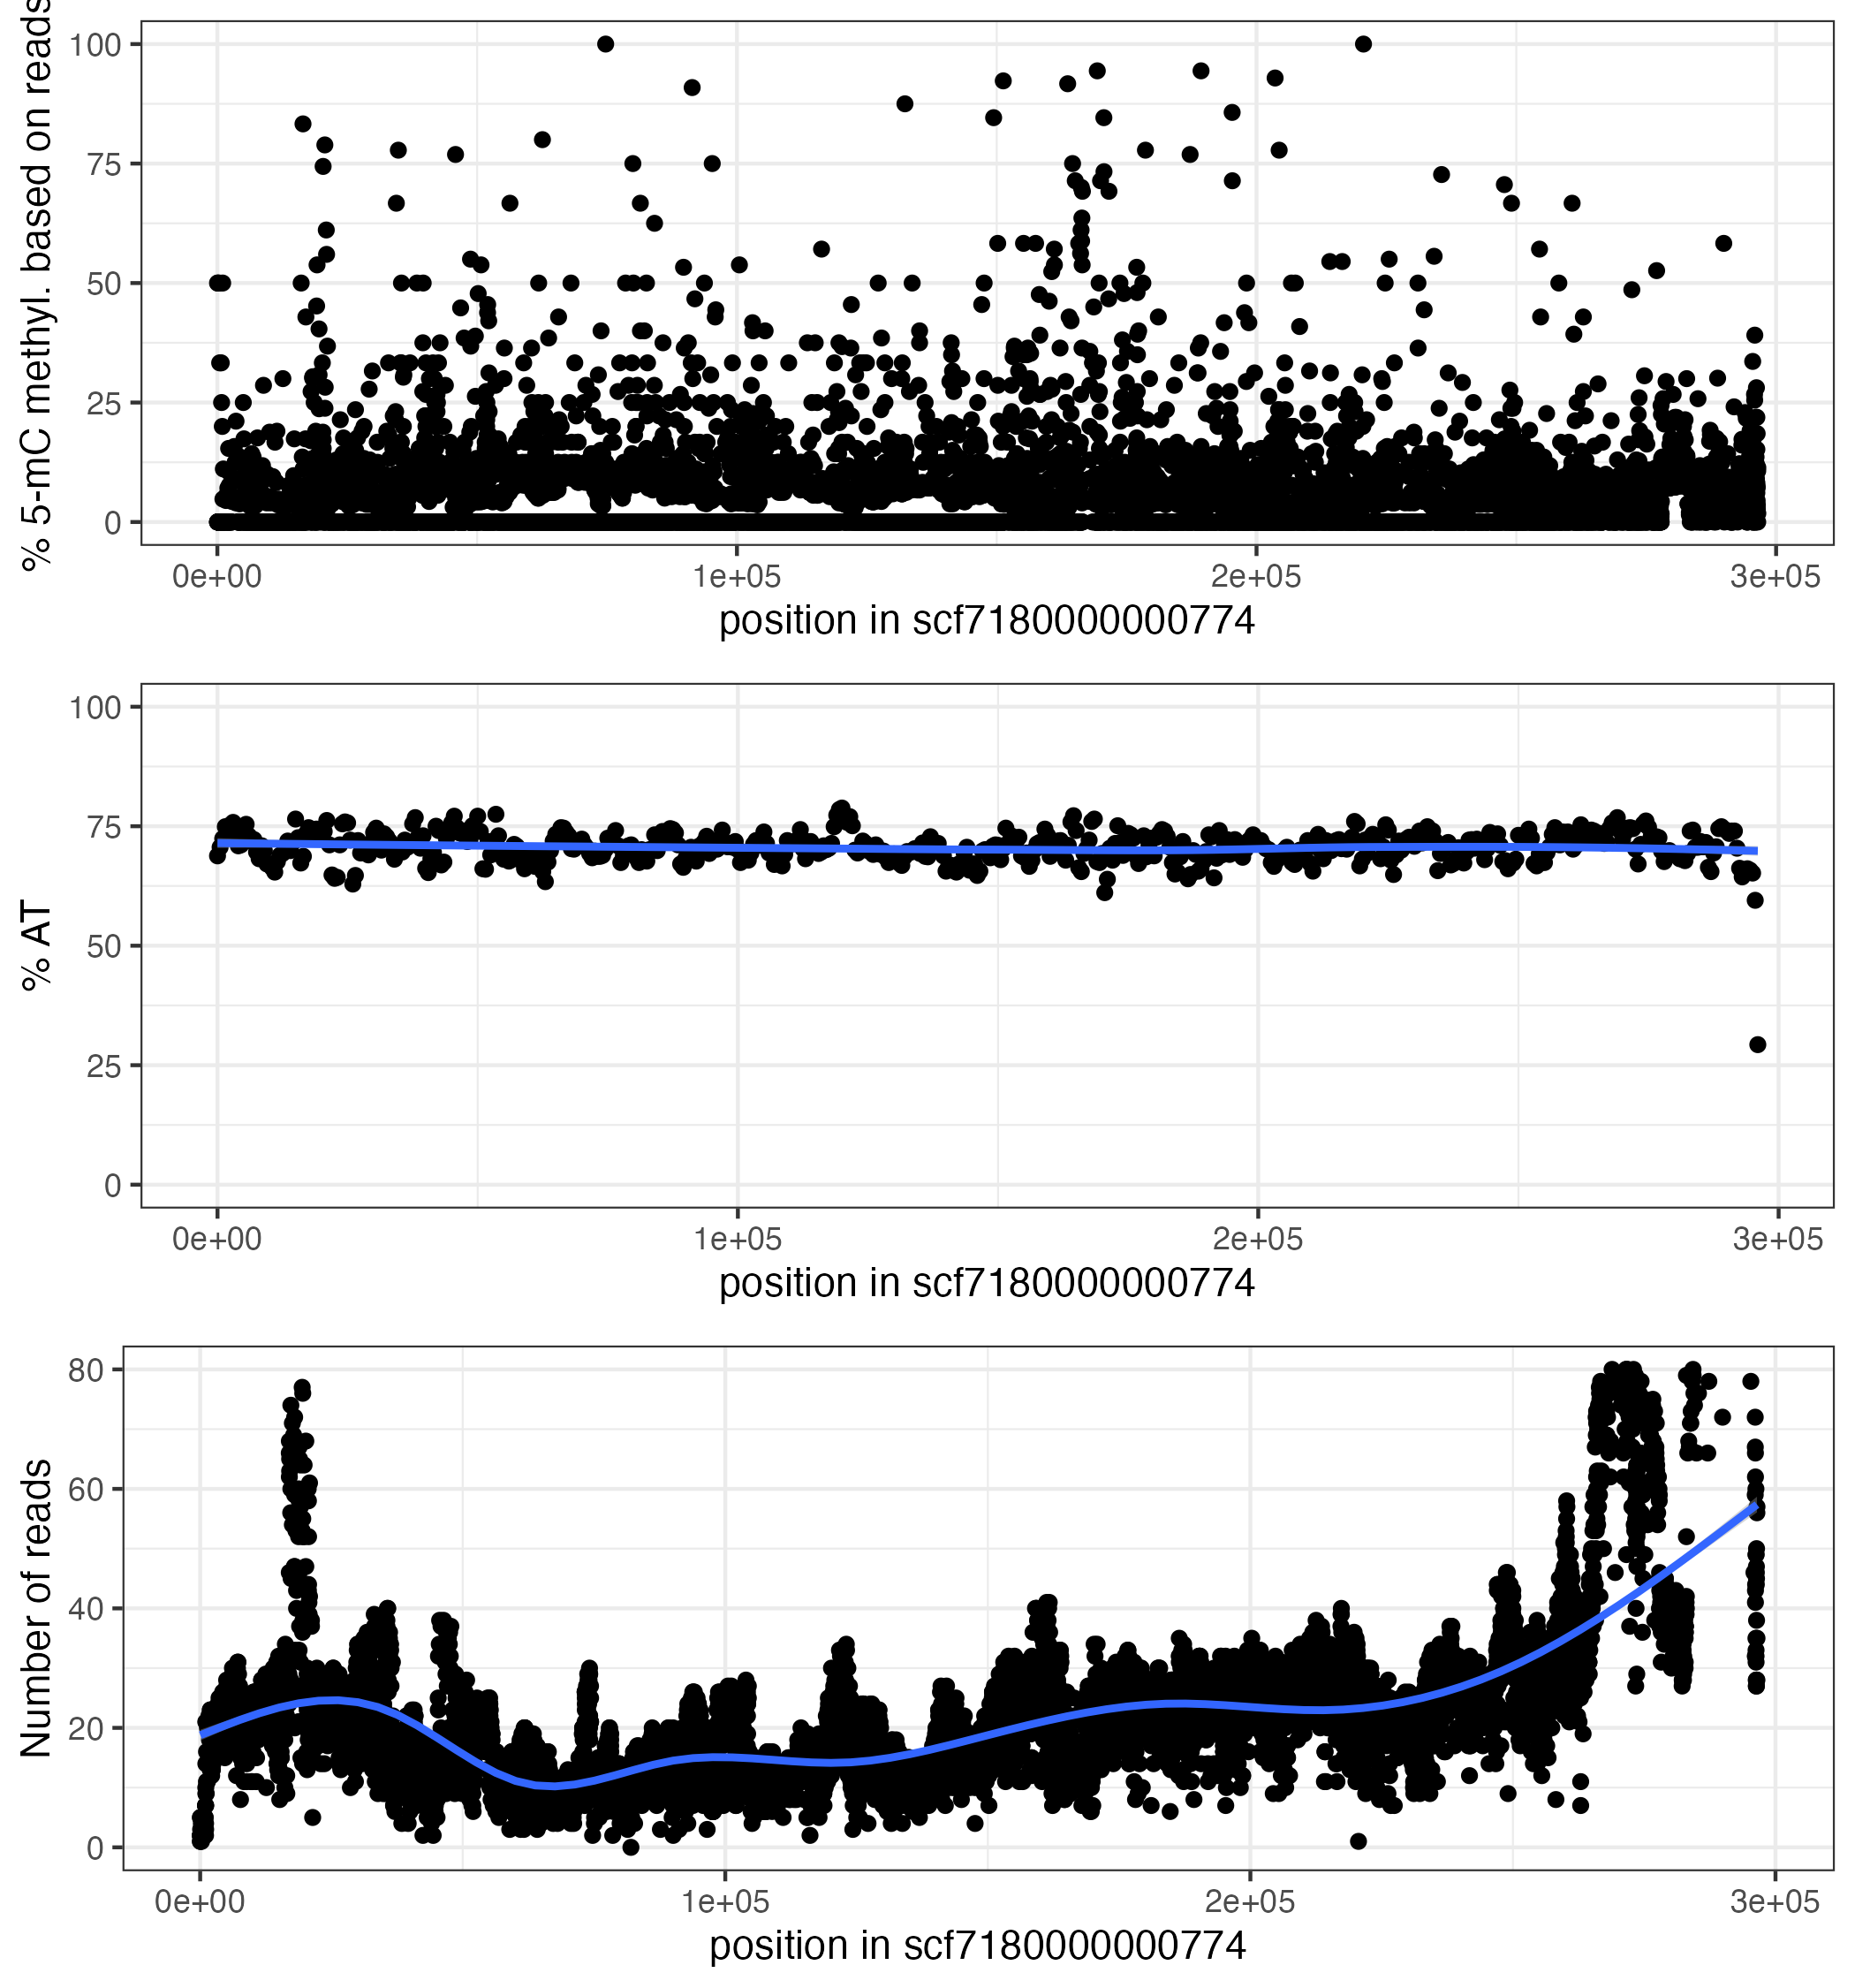 % 5-mC methyl. based on reads
100
75
50
25
0
0e+00 1e+05 2e+05 3e+05
position in scf7180000000774
% AT
100
75
50
25
0
0e+00 1e+05 2e+05 3e+05
position in scf7180000000774
Number of reads
80
60
40
20
0
0e+00 1e+05 2e+05 3e+05
position in scf7180000000774